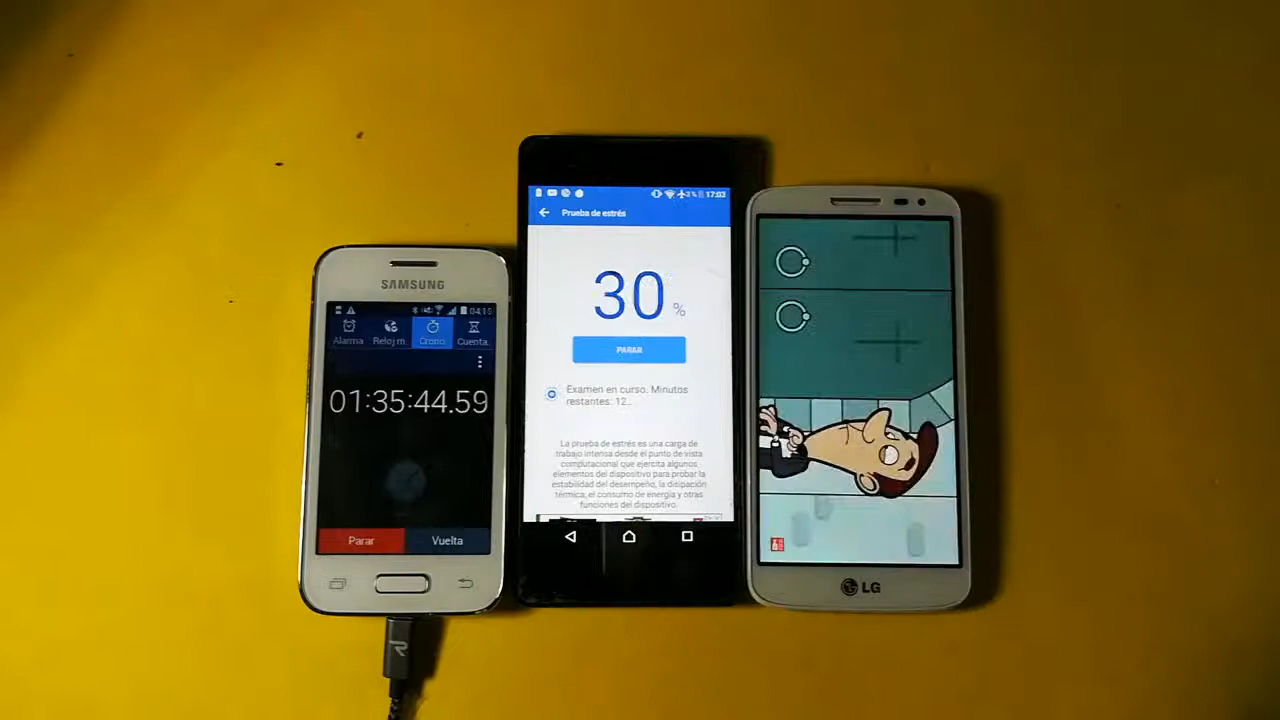 SAMSUNG
04:15
Alarma
Reloj m.
Crono.
Cuenta.
01:35:44.59
Parar
Vuelta
R
3%
17:03
Prueba de estrés
30 %
PARAR
Examen en curso. Minutos
restantes: 12..
La prueba de estrés es una carga de
trabajo intensa desde el punto de vista
computacional que ejercita algunos
elementos del dispositivo para probar la
estabilidad del desempeño, la disipación
térmica, el consumo de energía y otras
funciones del dispositivo.
LG